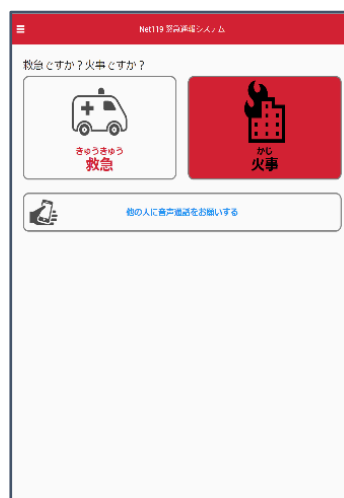 Net119 緊急通報システム
救急ですか？火事ですか？
きゅうきゅう
救急
かじ
火事
他の人に音声通話をお願いする